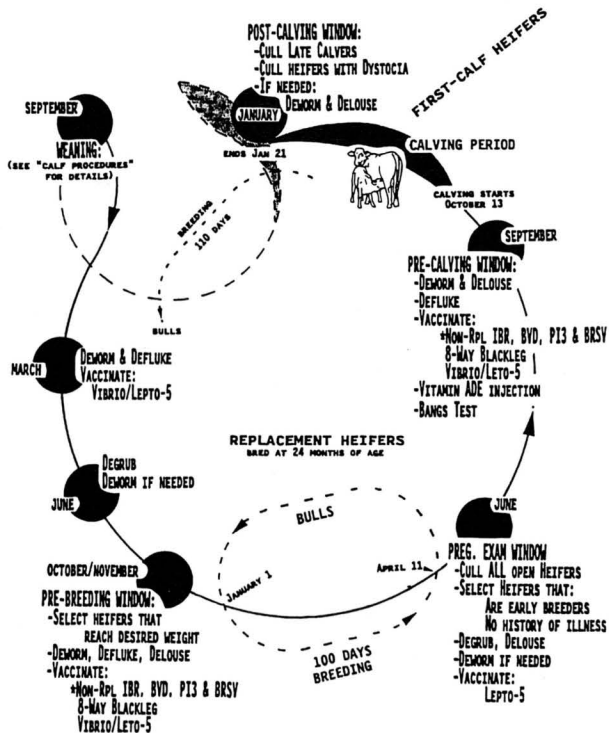 POST-CALVING WINDOW:
-CULL LATE CALVERS
-CULL HEIFERS WITH DYSTOCIA
-IF NEEDED:
DEWORM & DELOUSE
JANUARY
ENDS JAN 21
FIRST-CALF HEIFERS
CALVING PERIOD
CALVING STARTS
OCTOBER 13
SEPTEMBER
WEANING:
(SEE "CALF PROCEDURES"
FOR DETAILS)
BREEDING
110 DAYS
BULLS
SEPTEMBER
PRE-CALVING WINDOW:
-DEWORM & DELOUSE
-DEFLUKE
-VACCINATE:
*NON-RPL IBR, BVD, PI3 & BRSV
8-WAY BLACKLEG
VIBRIO/LETO-5
-VITAMIN ADE INJECTION
-BANGS TEST
MARCH
DEWORM & DEFLUKE
VACCINATE:
VIBRIO/LEPTO-5
REPLACEMENT HEIFERS
BRED AT 24 MONTHS OF AGE
JUNE
DEGRUB
DEWORM IF NEEDED
BULLS
JANUARY 1
APRIL 11
100 DAYS
BREEDING
OCTOBER/NOVEMBER
PRE-BREEDING WINDOW:
-SELECT HEIFERS THAT
REACH DESIRED WEIGHT
-DEWORM, DEFLUKE, DELOUSE
-VACCINATE:
*NON-RPL IBR, BVD, PI3 & BRSV
8-WAY BLACKLEG
VIBRIO/LETO-5
JUNE
PREG. EXAM WINDOW
-CULL ALL OPEN HEIFERS
-SELECT HEIFERS THAT:
ARE EARLY BREEDERS
NO HISTORY OF ILLNESS
-DEGRUB, DELOUSE
-DEWORM IF NEEDED
-VACCINATE:
LEPTO-5